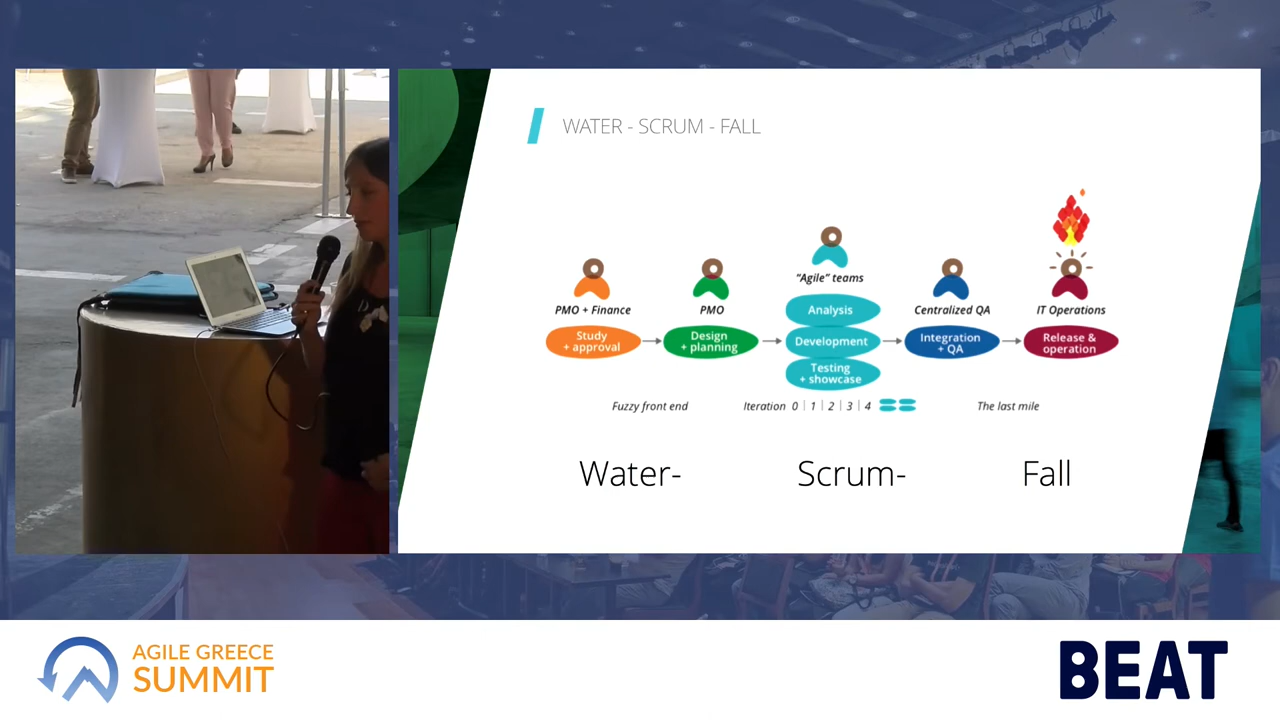 WATER - SCRUM - FALL
"Agile" teams
PMO + Finance
PMO
Centralized QA
IT Operations
Study
+ approval
Design
+ planning
Analysis
Development
Testing
+ showcase
Integration
+ QA
Release &
operation
Fuzzy front end
Iteration 0 | 1 | 2 | 3 | 4
The last mile
Water-
Scrum-
Fall
AGILE GREECE
SUMMIT
BEAT